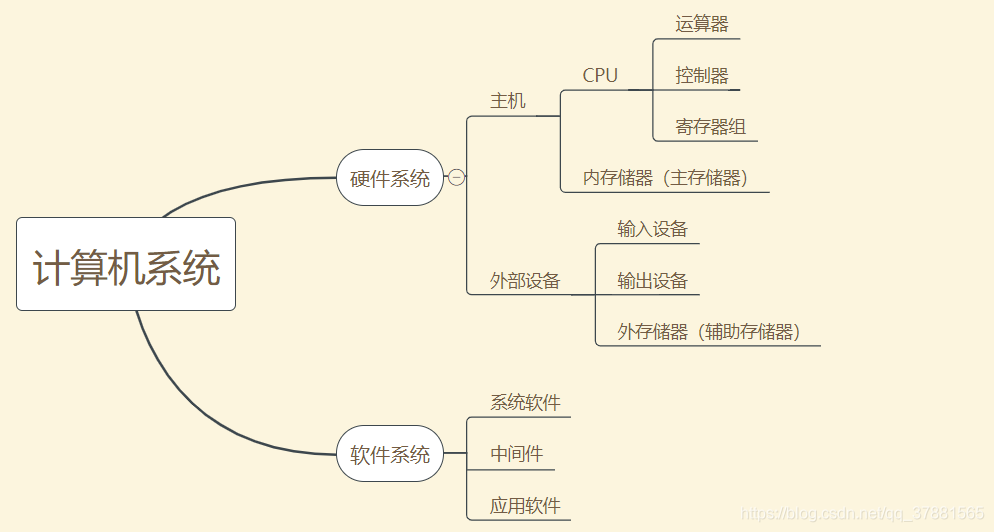 计算机系统
硬件系统
主机
CPU
运算器
控制器
寄存器组
内存储器（主存储器）
外部设备
输入设备
输出设备
外存储器（辅助存储器）
软件系统
系统软件
中间件
应用软件
https://blog.csdn.net/qq_37881565